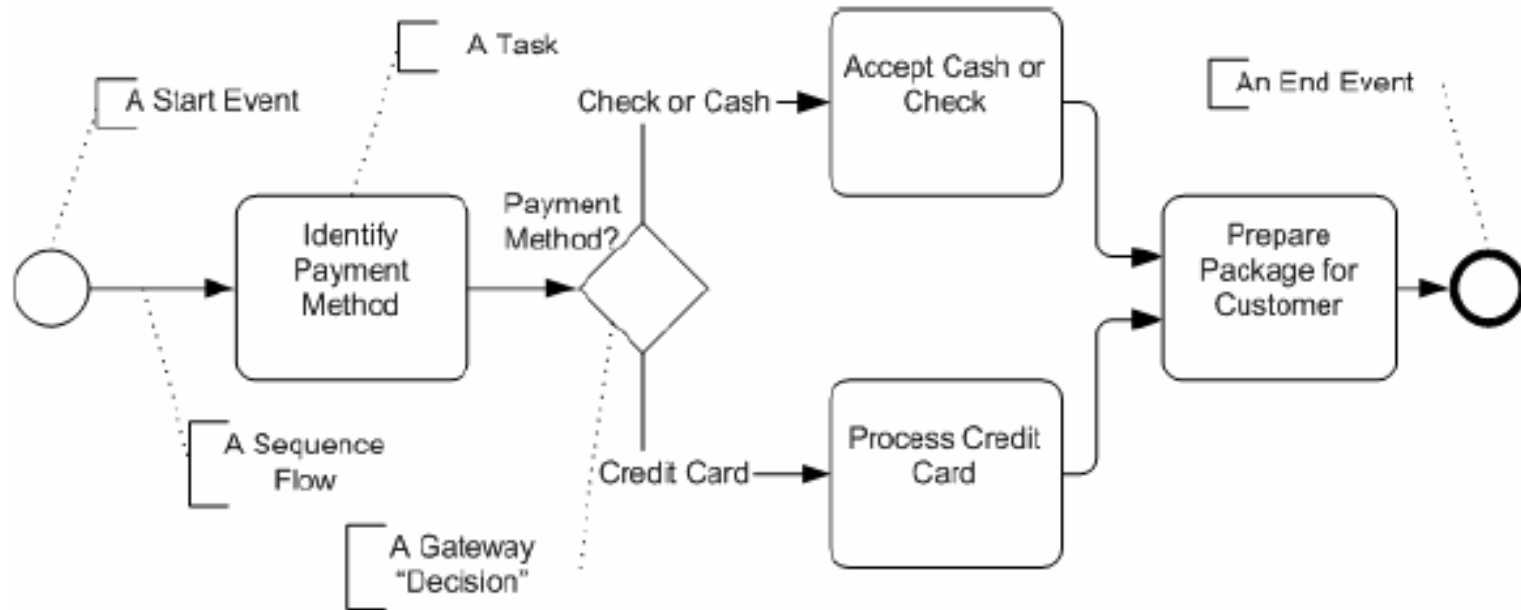 A Task
A Start Event
Check or Cash
Accept Cash or
Check
An End Event
Identify
Payment
Method
Payment
Method?
Prepare
Package for
Customer
A Sequence
Flow
Credit Card
Process Credit
Card
A Gateway
“Decision”